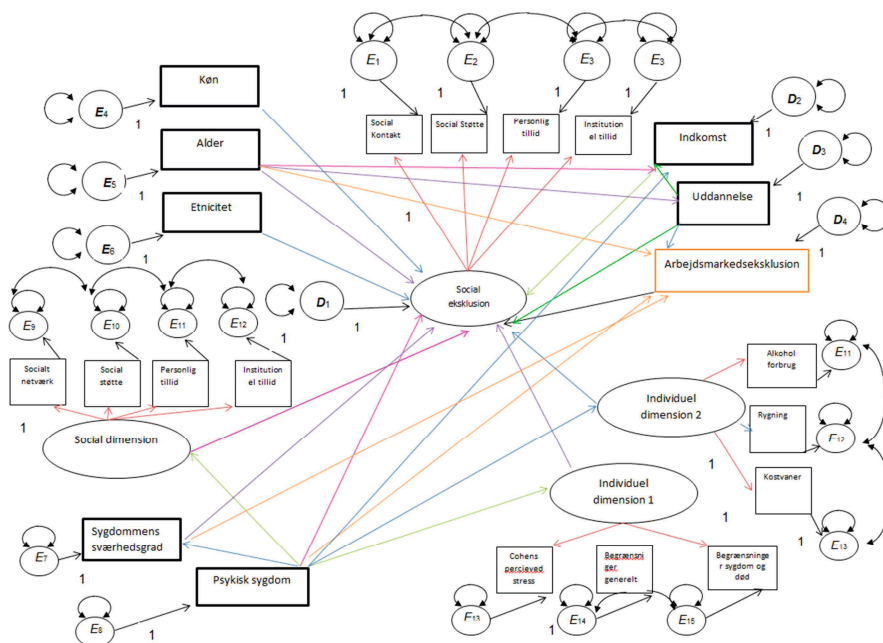 E1
E2
E3
E3
1
1
1
1
Social
Kontakt
Social Støtte
Personlig
tillid
Institution
el tillid
E4
1
Køn
E5
1
Alder
E6
1
Etnicitet
D2
1
Indkomst
D3
1
Uddannelse
D4
1
Arbejdsmarkedseksklusion
1
Social
eksklusion
D1
1
1
E9
E10
E11
E12
Socialt
netværk
Social
støtte
Personlig
tillid
Institution
el tillid
1
Social dimension
Individuel
dimension 2
Alkohol
forbrug
E11
Rygning
E12
Kostvaner
E13
1
1
1
Individuel
dimension 1
Cohens
percieved
stress
Begrænsni
ger
generelt
Begrænsninge
r sygdom og
død
E13
E14
E15
1
E7
1
Sygdommens
sværhedsgrad
E8
1
Psykisk sygdom